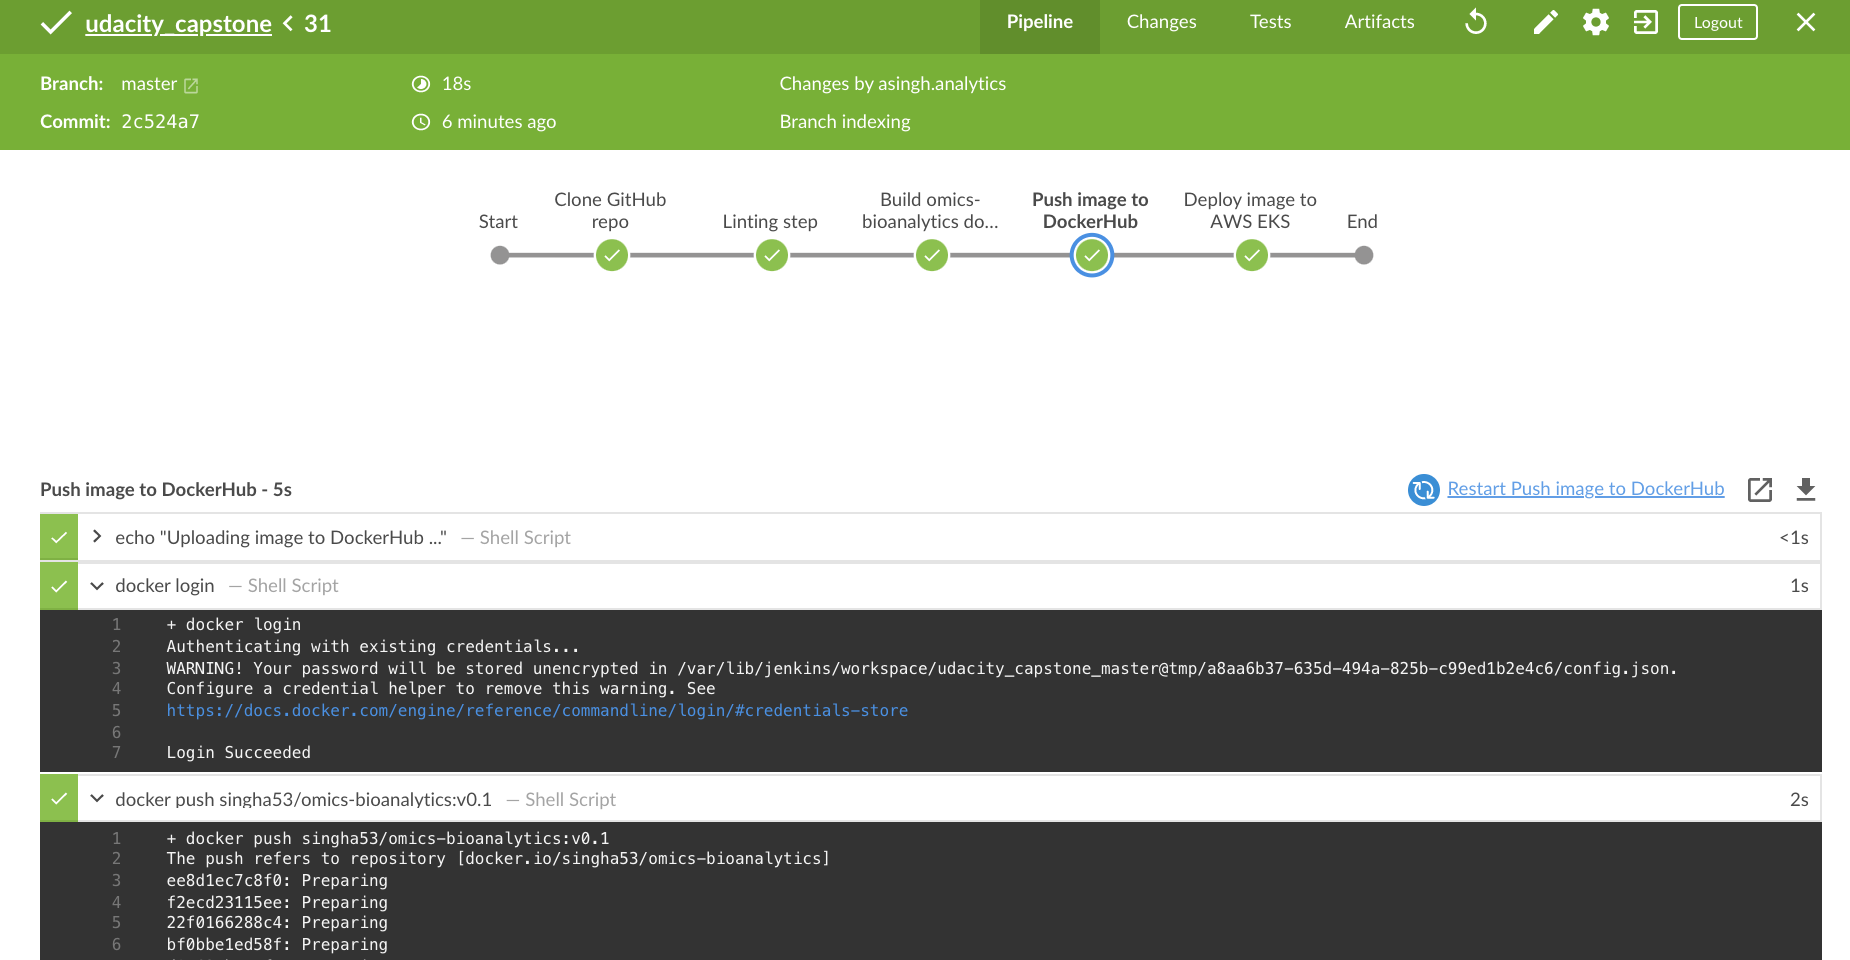 udacity_capstone < 31
Pipeline Changes Tests Artifacts Logout
Branch: master 18s Changes by asingh.analytics
Commit: 2c524a7 6 minutes ago Branch indexing
Start
Clone GitHub
repo
Linting step
Build omics-
bioanalytics do...
Push image to
DockerHub
Deploy image to
AWS EKS
End
Push image to DockerHub - 5s
Restart Push image to DockerHub
echo "Uploading image to DockerHub ..." — Shell Script <1s
docker login — Shell Script 1s
1 + docker login
2 Authenticating with existing credentials...
3 WARNING! Your password will be stored unencrypted in /var/lib/jenkins/workspace/udacity_capstone_master@tmp/a8aa6b37-635d-494a-825b-c99ed1b2e4c6/config.json.
4 Configure a credential helper to remove this warning. See
5 https://docs.docker.com/engine/reference/commandline/login/#credentials-store
6
7 Login Succeeded
docker push singha53/omics-bioanalytics:v0.1 — Shell Script 2s
1 + docker push singha53/omics-bioanalytics:v0.1
2 The push refers to repository [docker.io/singha53/omics-bioanalytics]
3 ee8d1ec7c8f0: Preparing
4 f2ecd23115ee: Preparing
5 22f0166288c4: Preparing
6 bf0bbe1ed58f: Preparing